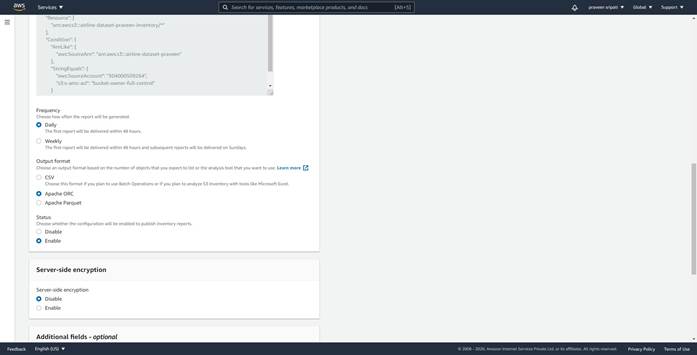 aws
Services ▼
Search for services, features, marketplace products, and docs
[Alt+S]
praveen sripati ▼
Global ▼
Support ▼
"Resource": [
"arn:aws:s3:::airline-dataset-praveen-inventory/*"
],
"Condition": {
"ArnLike": {
"aws:SourceArn": "arn:aws:s3:::airline-dataset-praveen"
},
"StringEquals": {
"aws:SourceAccount":
"s3:x-amz-acl": "bucket-owner-full-control"
}
Frequency
Choose how often the report will be generated.
Daily
The first report will be delivered within 48 hours.
Weekly
The first report will be delivered within 48 hours and subsequent reports will be delivered on Sundays.
Output format
Choose an output format based on the number of objects that you expect to list or the analysis tool that you want to use. Learn more
CSV
Choose this format if you plan to use Batch Operations or if you plan to analyze S3 Inventory with tools like Microsoft Excel.
Apache ORC
Apache Parquet
Status
Choose whether the configuration will be enabled to publish inventory reports.
Disable
Enable
Server-side encryption
Server-side encryption
Disable
Enable
Additional fields - optional
Feedback
English (US) ▼
© 2008 - 2020, Amazon Internet Services Private Ltd. or its affiliates. All rights reserved.
Privacy Policy
Terms of Use